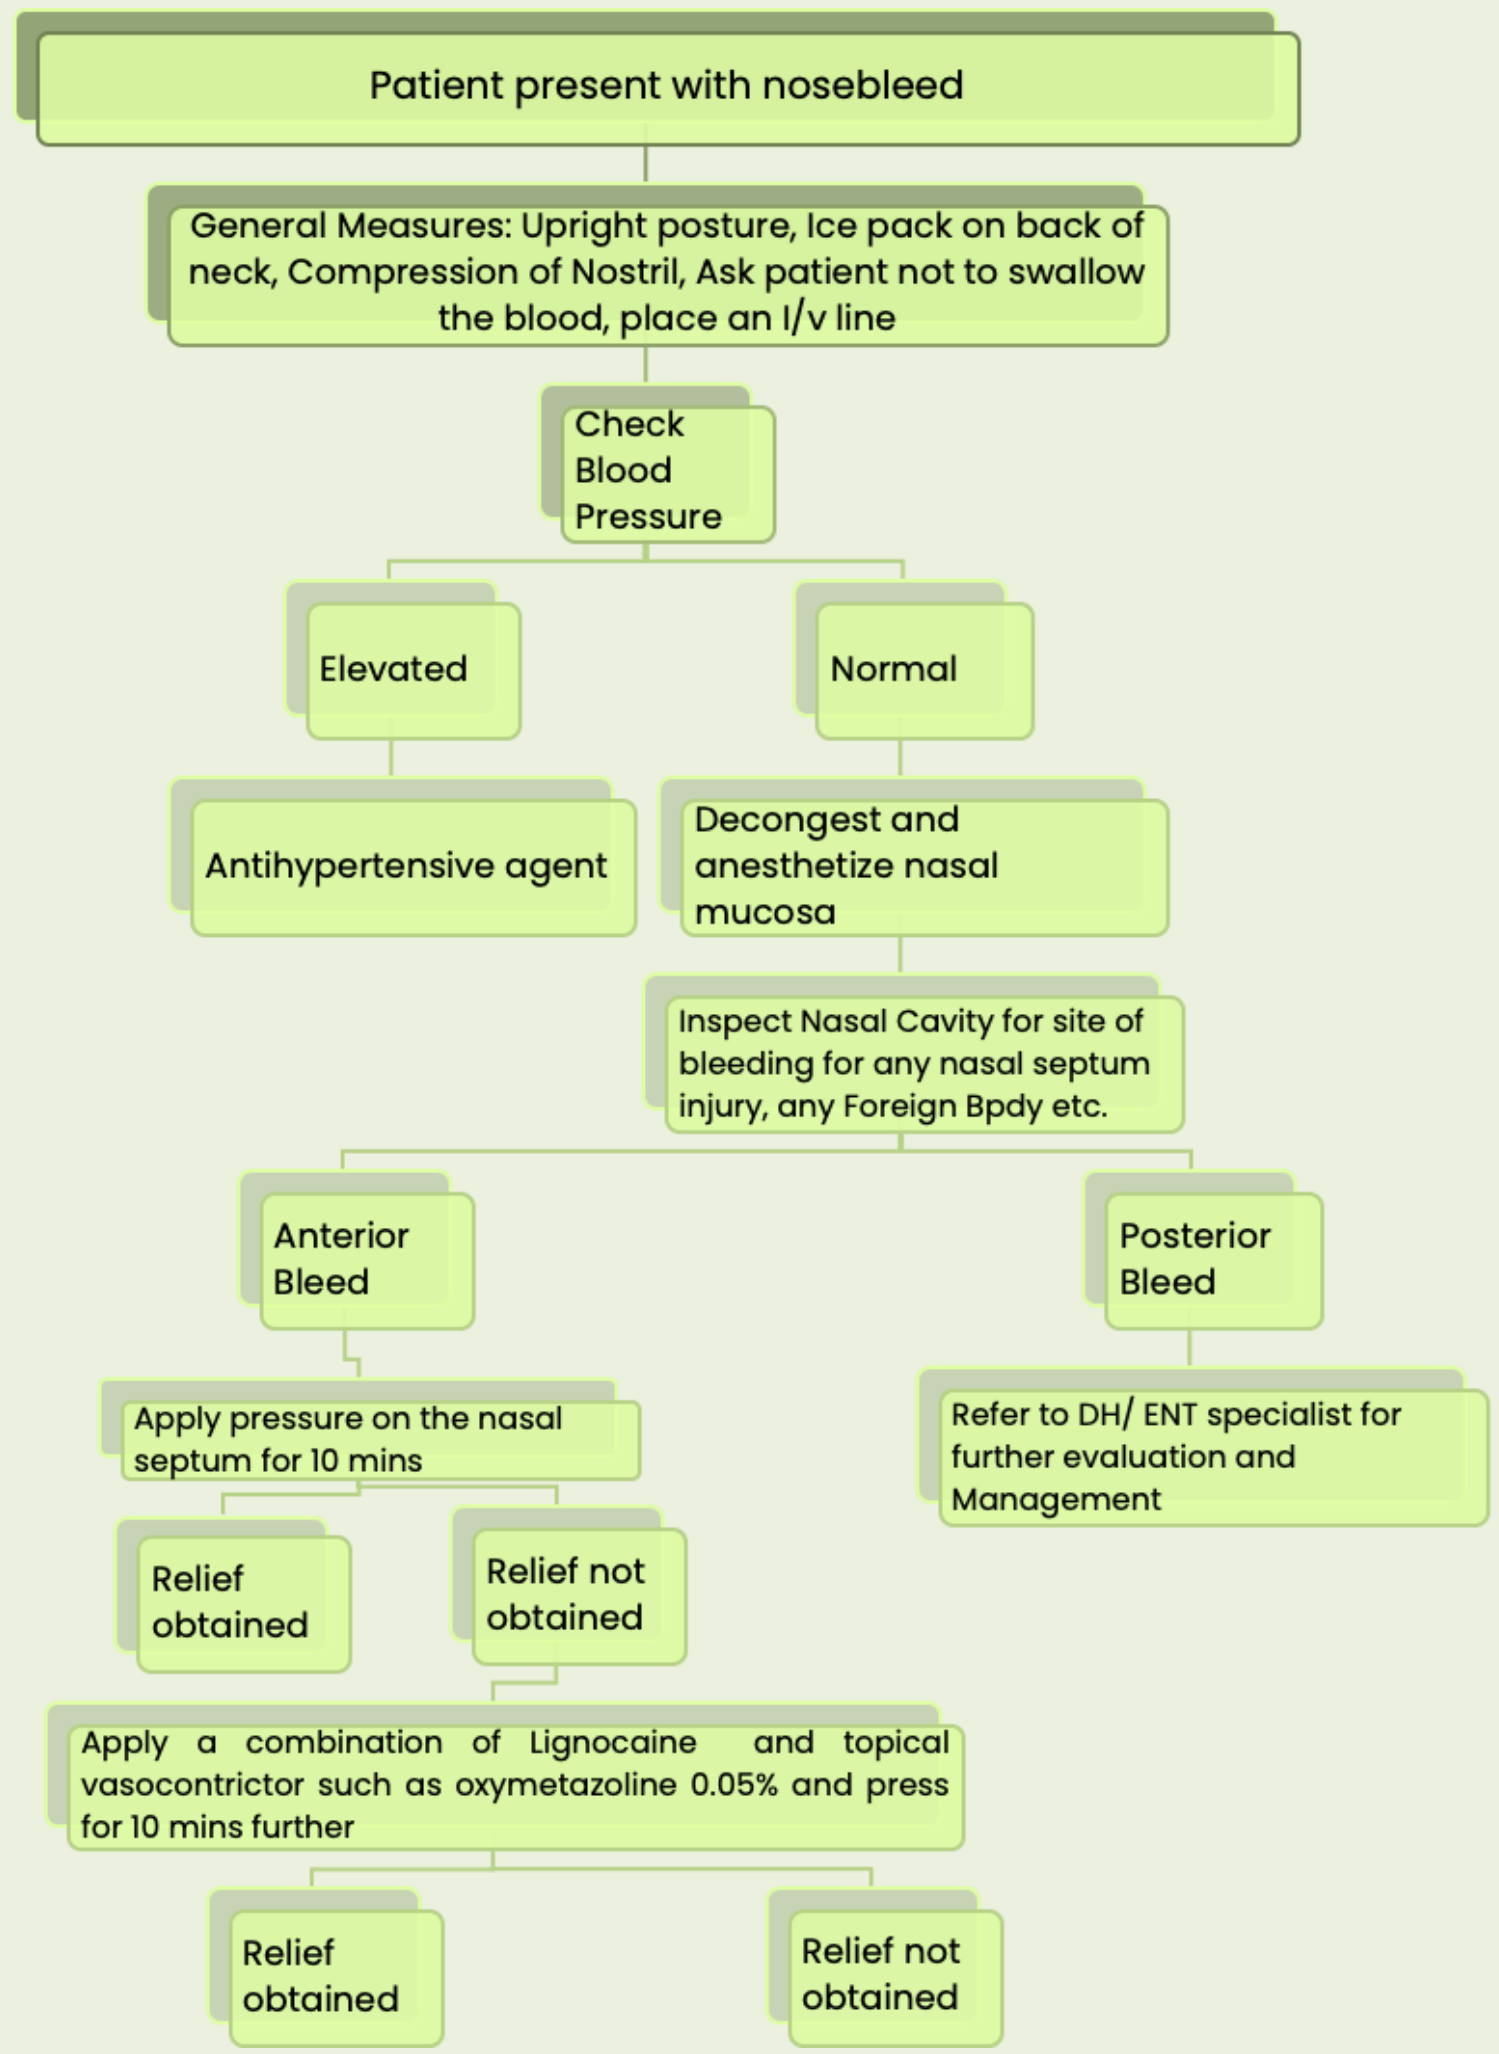 Patient present with nosebleed
General Measures: Upright posture, Ice pack on back of
neck, Compression of Nostril, Ask patient not to swallow
the blood, place an I/v line
Check
Blood
Pressure
Elevated
Normal
Antihypertensive agent
Decongest and
anesthetize nasal
mucosa
Inspect Nasal Cavity for site of
bleeding for any nasal septum
injury, any Foreign Bpdy etc.
Anterior
Bleed
Posterior
Bleed
Apply pressure on the nasal
septum for 10 mins
Refer to DH/ ENT specialist for
further evaluation and
Management
Relief
obtained
Relief not
obtained
Apply a combination of Lignocaine and topical
vasocontrictor such as oxymetazoline 0.05% and press
for 10 mins further
Relief
obtained
Relief not
obtained